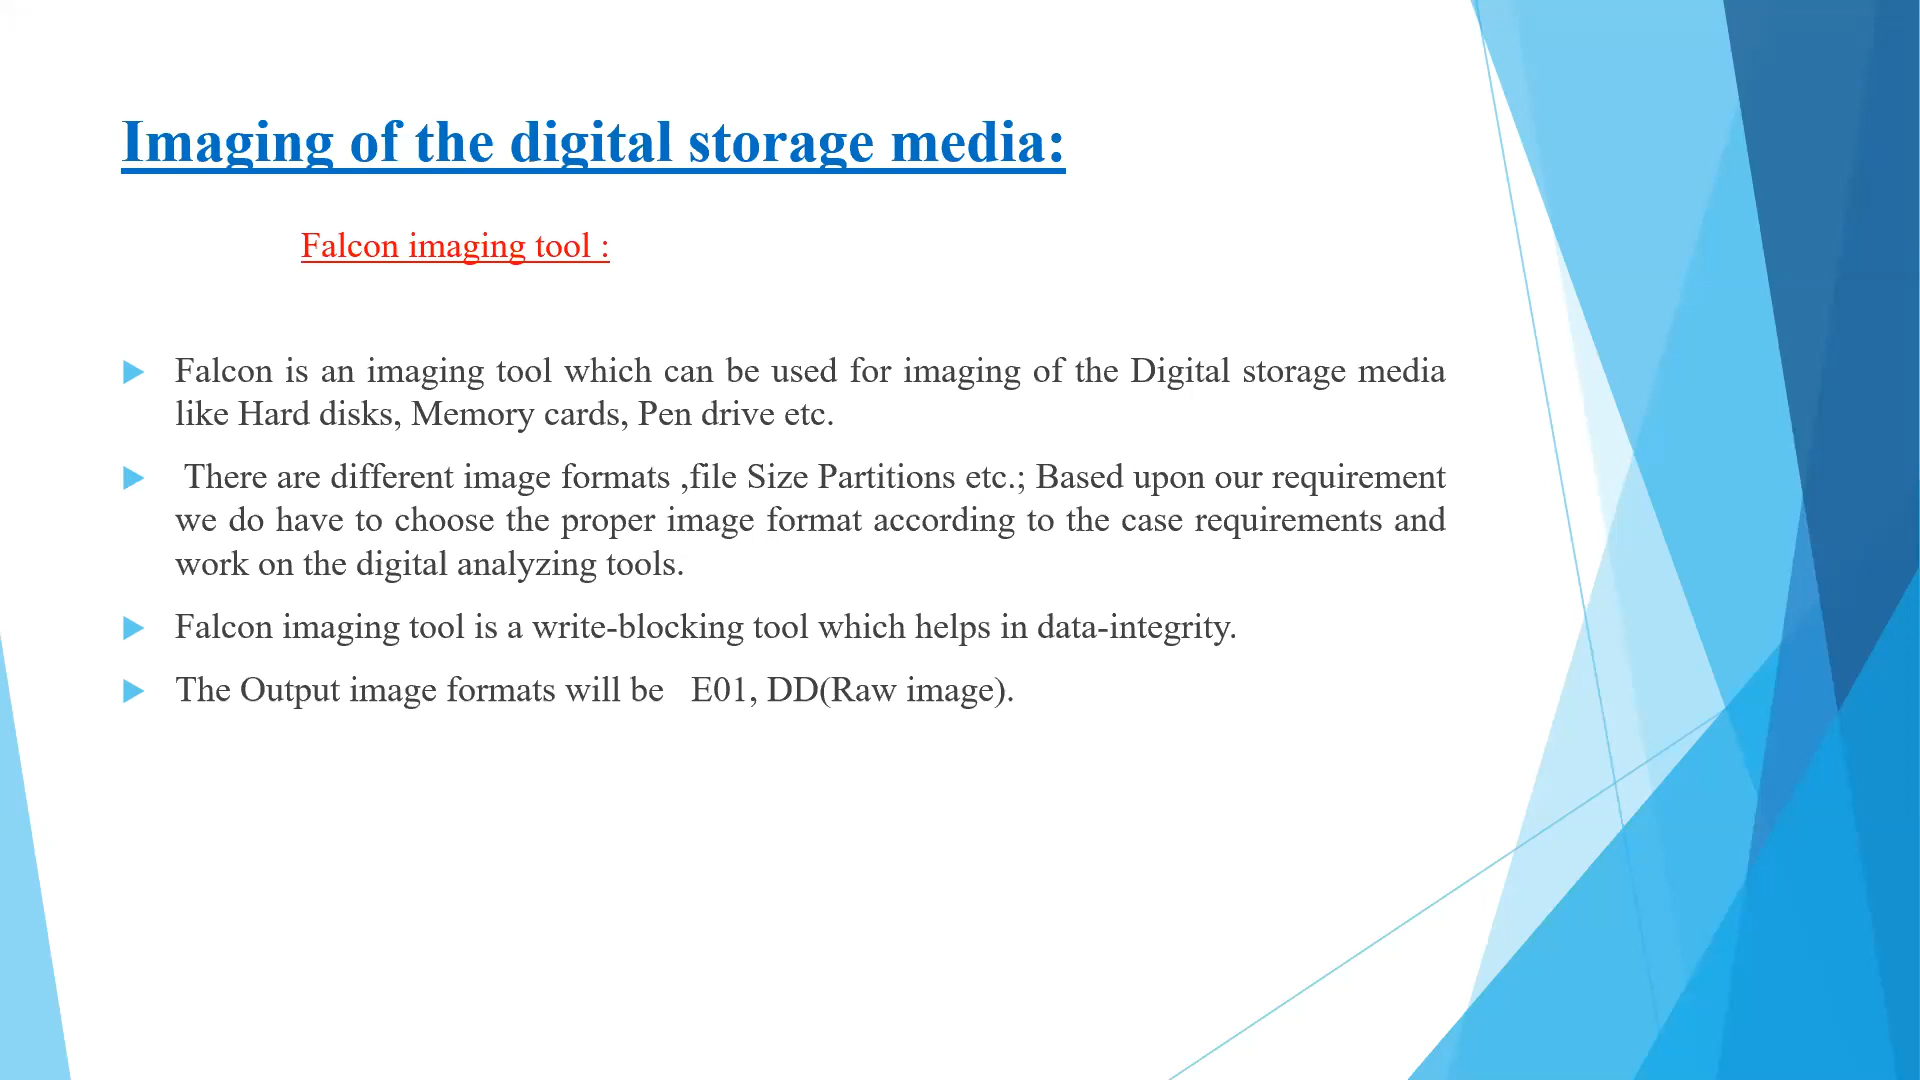 Imaging of the digital storage media:
Falcon imaging tool :
Falcon is an imaging tool which can be used for imaging of the Digital storage media
like Hard disks, Memory cards, Pen drive etc.
There are different image formats ,file Size Partitions etc.; Based upon our requirement
we do have to choose the proper image format according to the case requirements and
work on the digital analyzing tools.
Falcon imaging tool is a write-blocking tool which helps in data-integrity.
The Output image formats will be   E01, DD(Raw image).